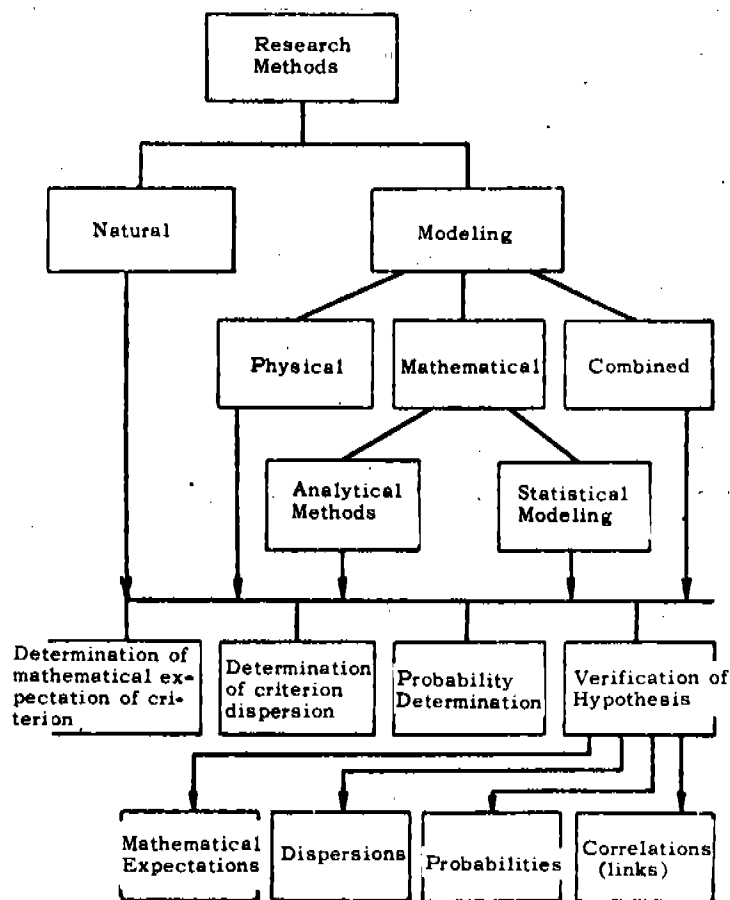 Research
Methods
Natural
Modeling
Physical
Mathematical
Combined
Analytical
Methods
Statistical
Modeling
Determination of
mathematical ex-
pectation of cri-
terion
Determination
of criterion
dispersion
Probability
Determination
Verification of
Hypothesis
Mathematical
Expectations
Dispersions
Probabilities
Correlations
(links)